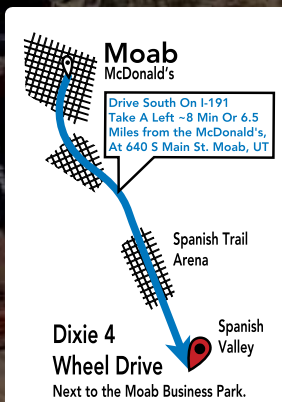 Moab
McDonald's
Drive South On I-191
Take A Left ~8 Min Or 6.5
Miles from the McDonald's,
At 640 S Main St. Moab, UT
Spanish Trail
Arena
Spanish
Valley
Dixie 4
Wheel Drive
Next to the Moab Business Park.